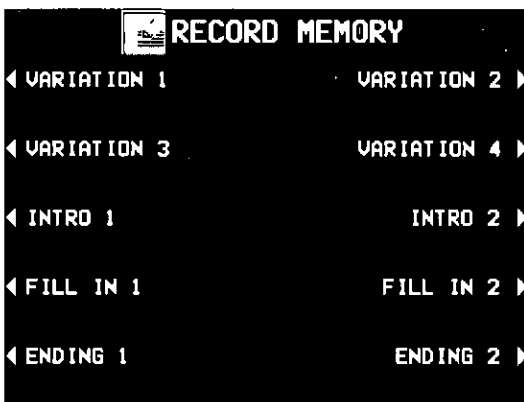 RECORD MEMORY
VARIATION 1 VARIATION 2
VARIATION 3 VARIATION 4
INTRO 1 INTRO 2
FILL IN 1 FILL IN 2
ENDING 1 ENDING 2